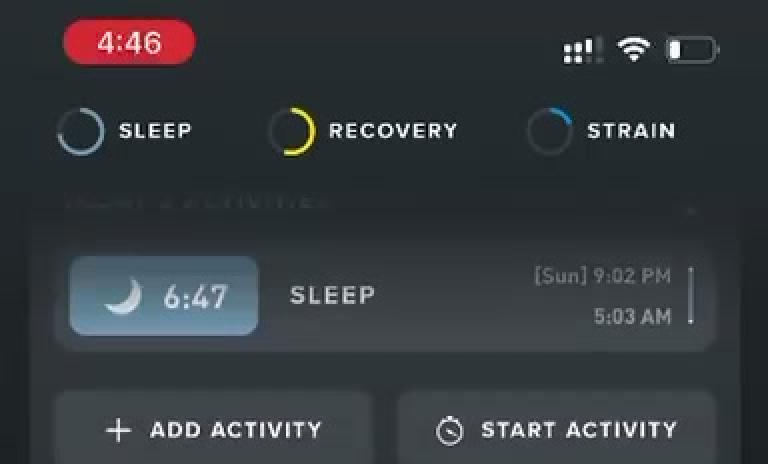 4:46
SLEEP RECOVERY STRAIN
6:47 SLEEP [Sun] 9:02 PM
5:03 AM
ADD ACTIVITY START ACTIVITY